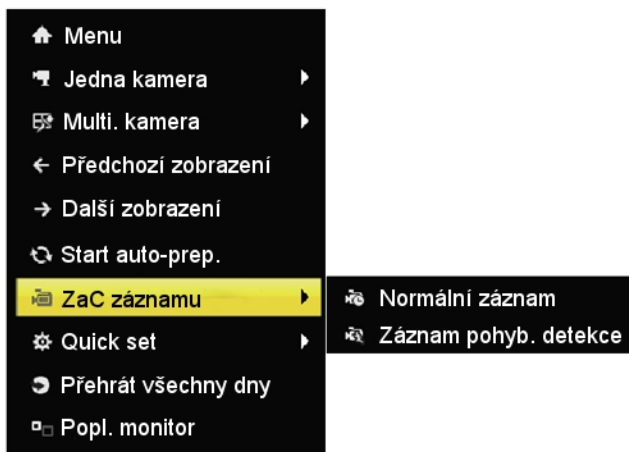 Menu
Jedna kamera
Multi. kamera
Předchozí zobrazení
Další zobrazení
Start auto-prep.
ZaC záznamu
Normální záznam
Záznam pohyb. detekce
Quick set
Přehrát všechny dny
Popl. monitor